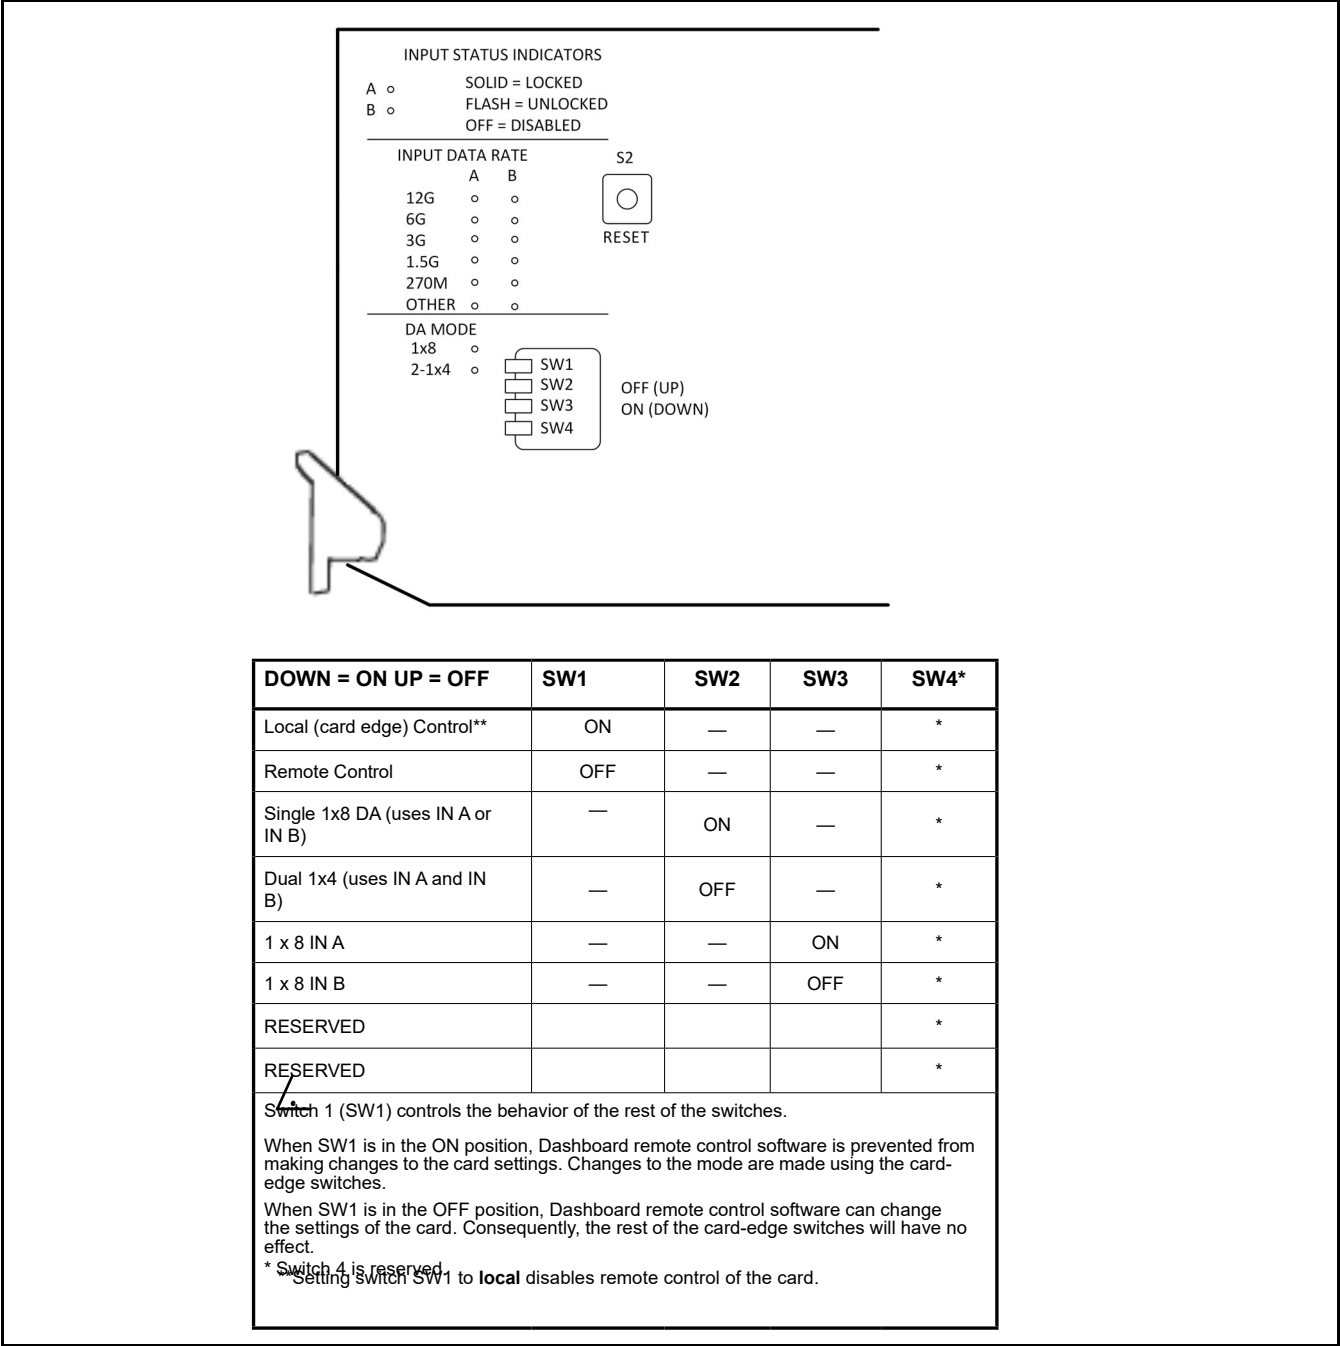 INPUT STATUS INDICATORS
A
B
SOLID = LOCKED
FLASH = UNLOCKED
OFF = DISABLED
INPUT DATA RATE
A B
12G
6G
3G
1.5G
270M
OTHER
S2
RESET
DA MODE
1x8
2-1x4
SW1
SW2
SW3
SW4
OFF (UP)
ON (DOWN)
DOWN = ON UP = OFF SW1 SW2 SW3 SW4*
Local (card edge) Control** ON — — *
Remote Control OFF — — *
Single 1x8 DA (uses IN A or
IN B) — ON — *
Dual 1x4 (uses IN A and IN
B) — OFF — *
1 x 8 IN A — — ON *
1 x 8 IN B — — OFF *
RESERVED *
RESERVED *
Switch 1 (SW1) controls the behavior of the rest of the switches.
When SW1 is in the ON position, Dashboard remote control software is prevented from
making changes to the card settings. Changes to the mode are made using the card-
edge switches.
When SW1 is in the OFF position, Dashboard remote control software can change
the settings of the card. Consequently, the rest of the card-edge switches will have no
effect.
* Switch 4 is reserved.
**Setting switch SW1 to local disables remote control of the card.